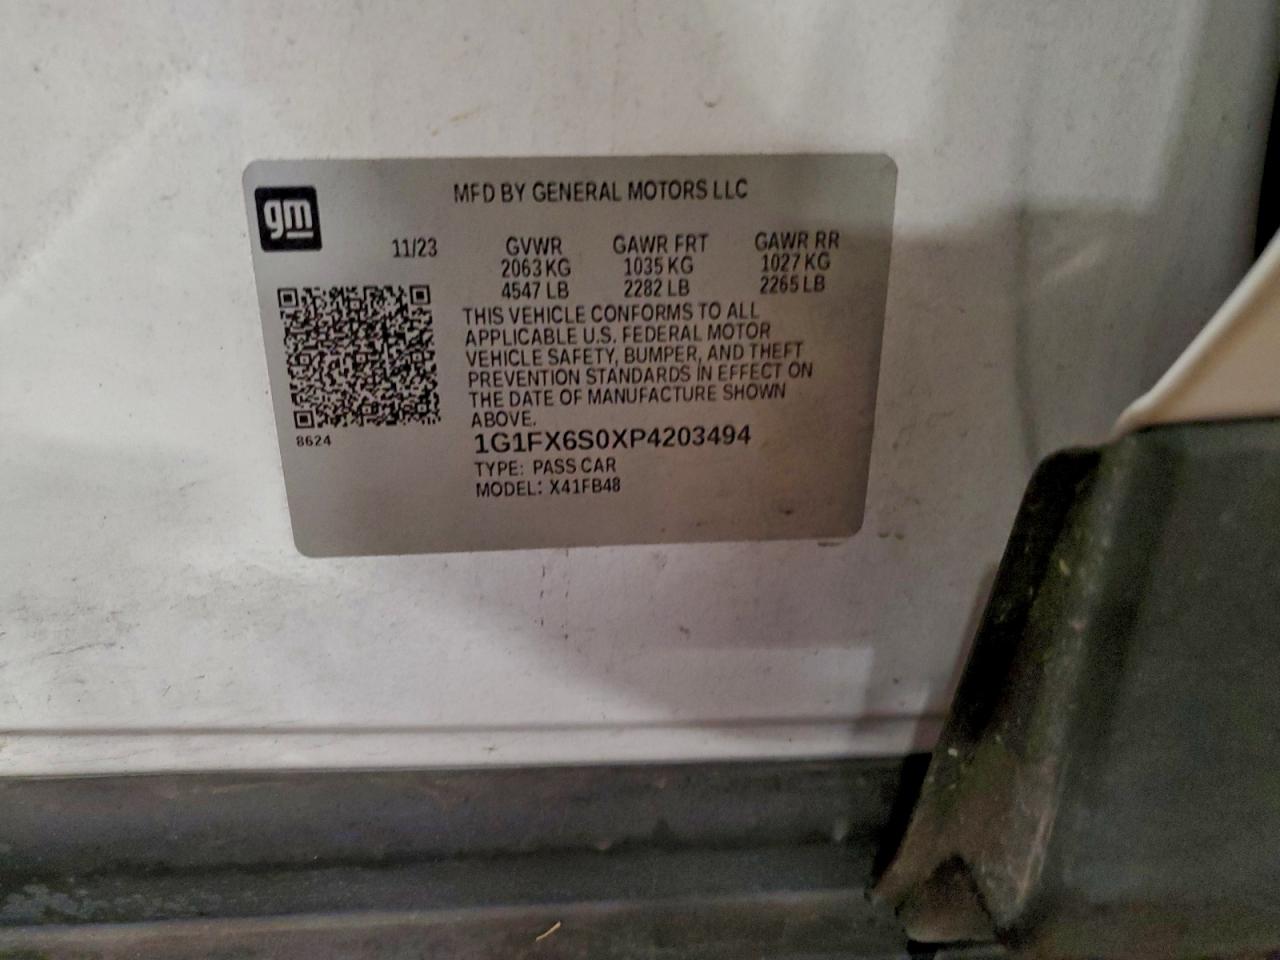 gm
MFD BY GENERAL MOTORS LLC
11/23 GVWR GAWR FRT GAWR RR
2063 KG 1035 KG 1027 KG
4547 LB 2282 LB 2265 LB
THIS VEHICLE CONFORMS TO ALL
APPLICABLE U.S. FEDERAL MOTOR
VEHICLE SAFETY, BUMPER, AND THEFT
PREVENTION STANDARDS IN EFFECT ON
THE DATE OF MANUFACTURE SHOWN
ABOVE.
8624
1G1FX6S0XP4203494
TYPE: PASS CAR
MODEL: X41FB48